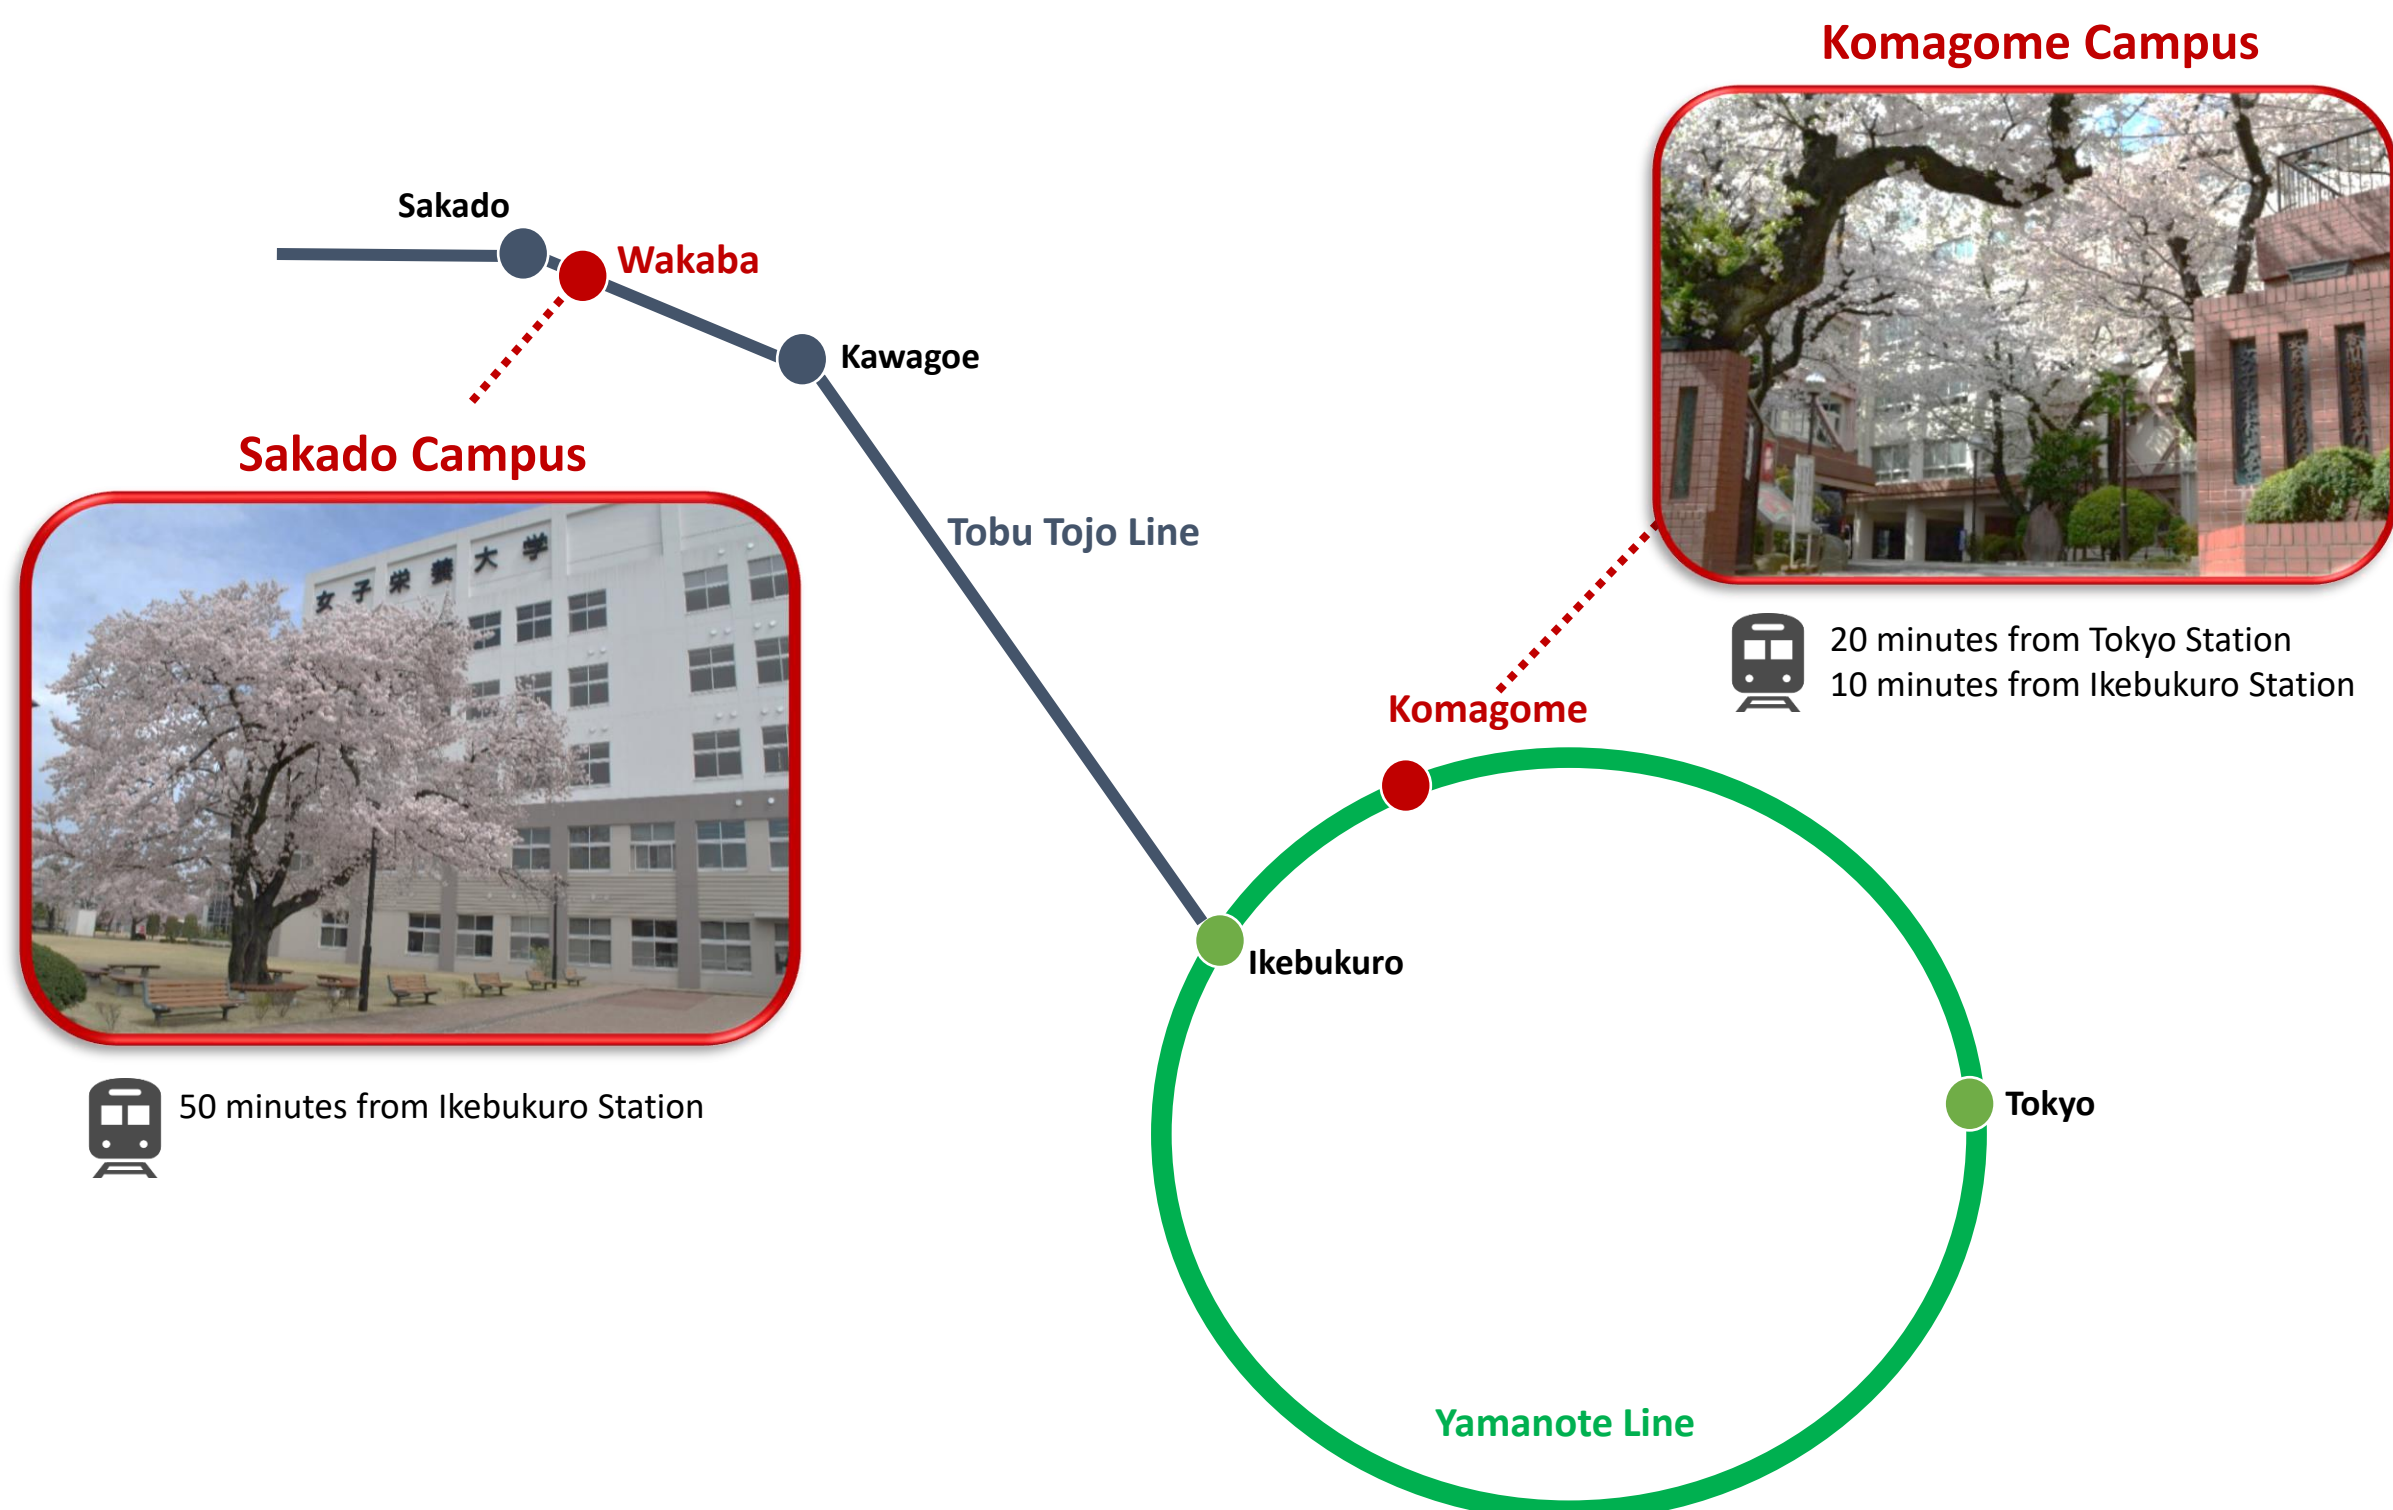 Komagome Campus
Sakado
Wakaba
Kawagoe
Sakado Campus
Tobu Tojo Line
女子栄養大学
20 minutes from Tokyo Station
10 minutes from Ikebukuro Station
Komagome
Ikebukuro
50 minutes from Ikebukuro Station
Tokyo
Yamanote Line